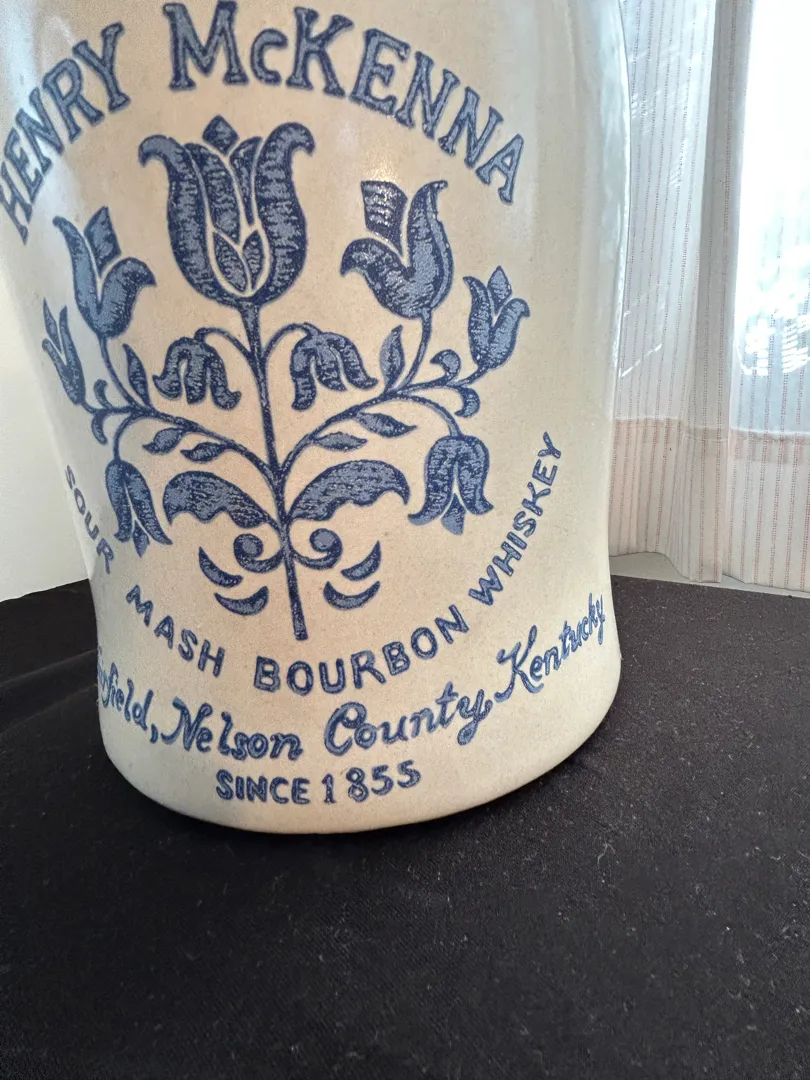 HENRY McKENNA
SOUR MASH BOURBON WHISKEY
Nelson County, Kentucky
SINCE 1855